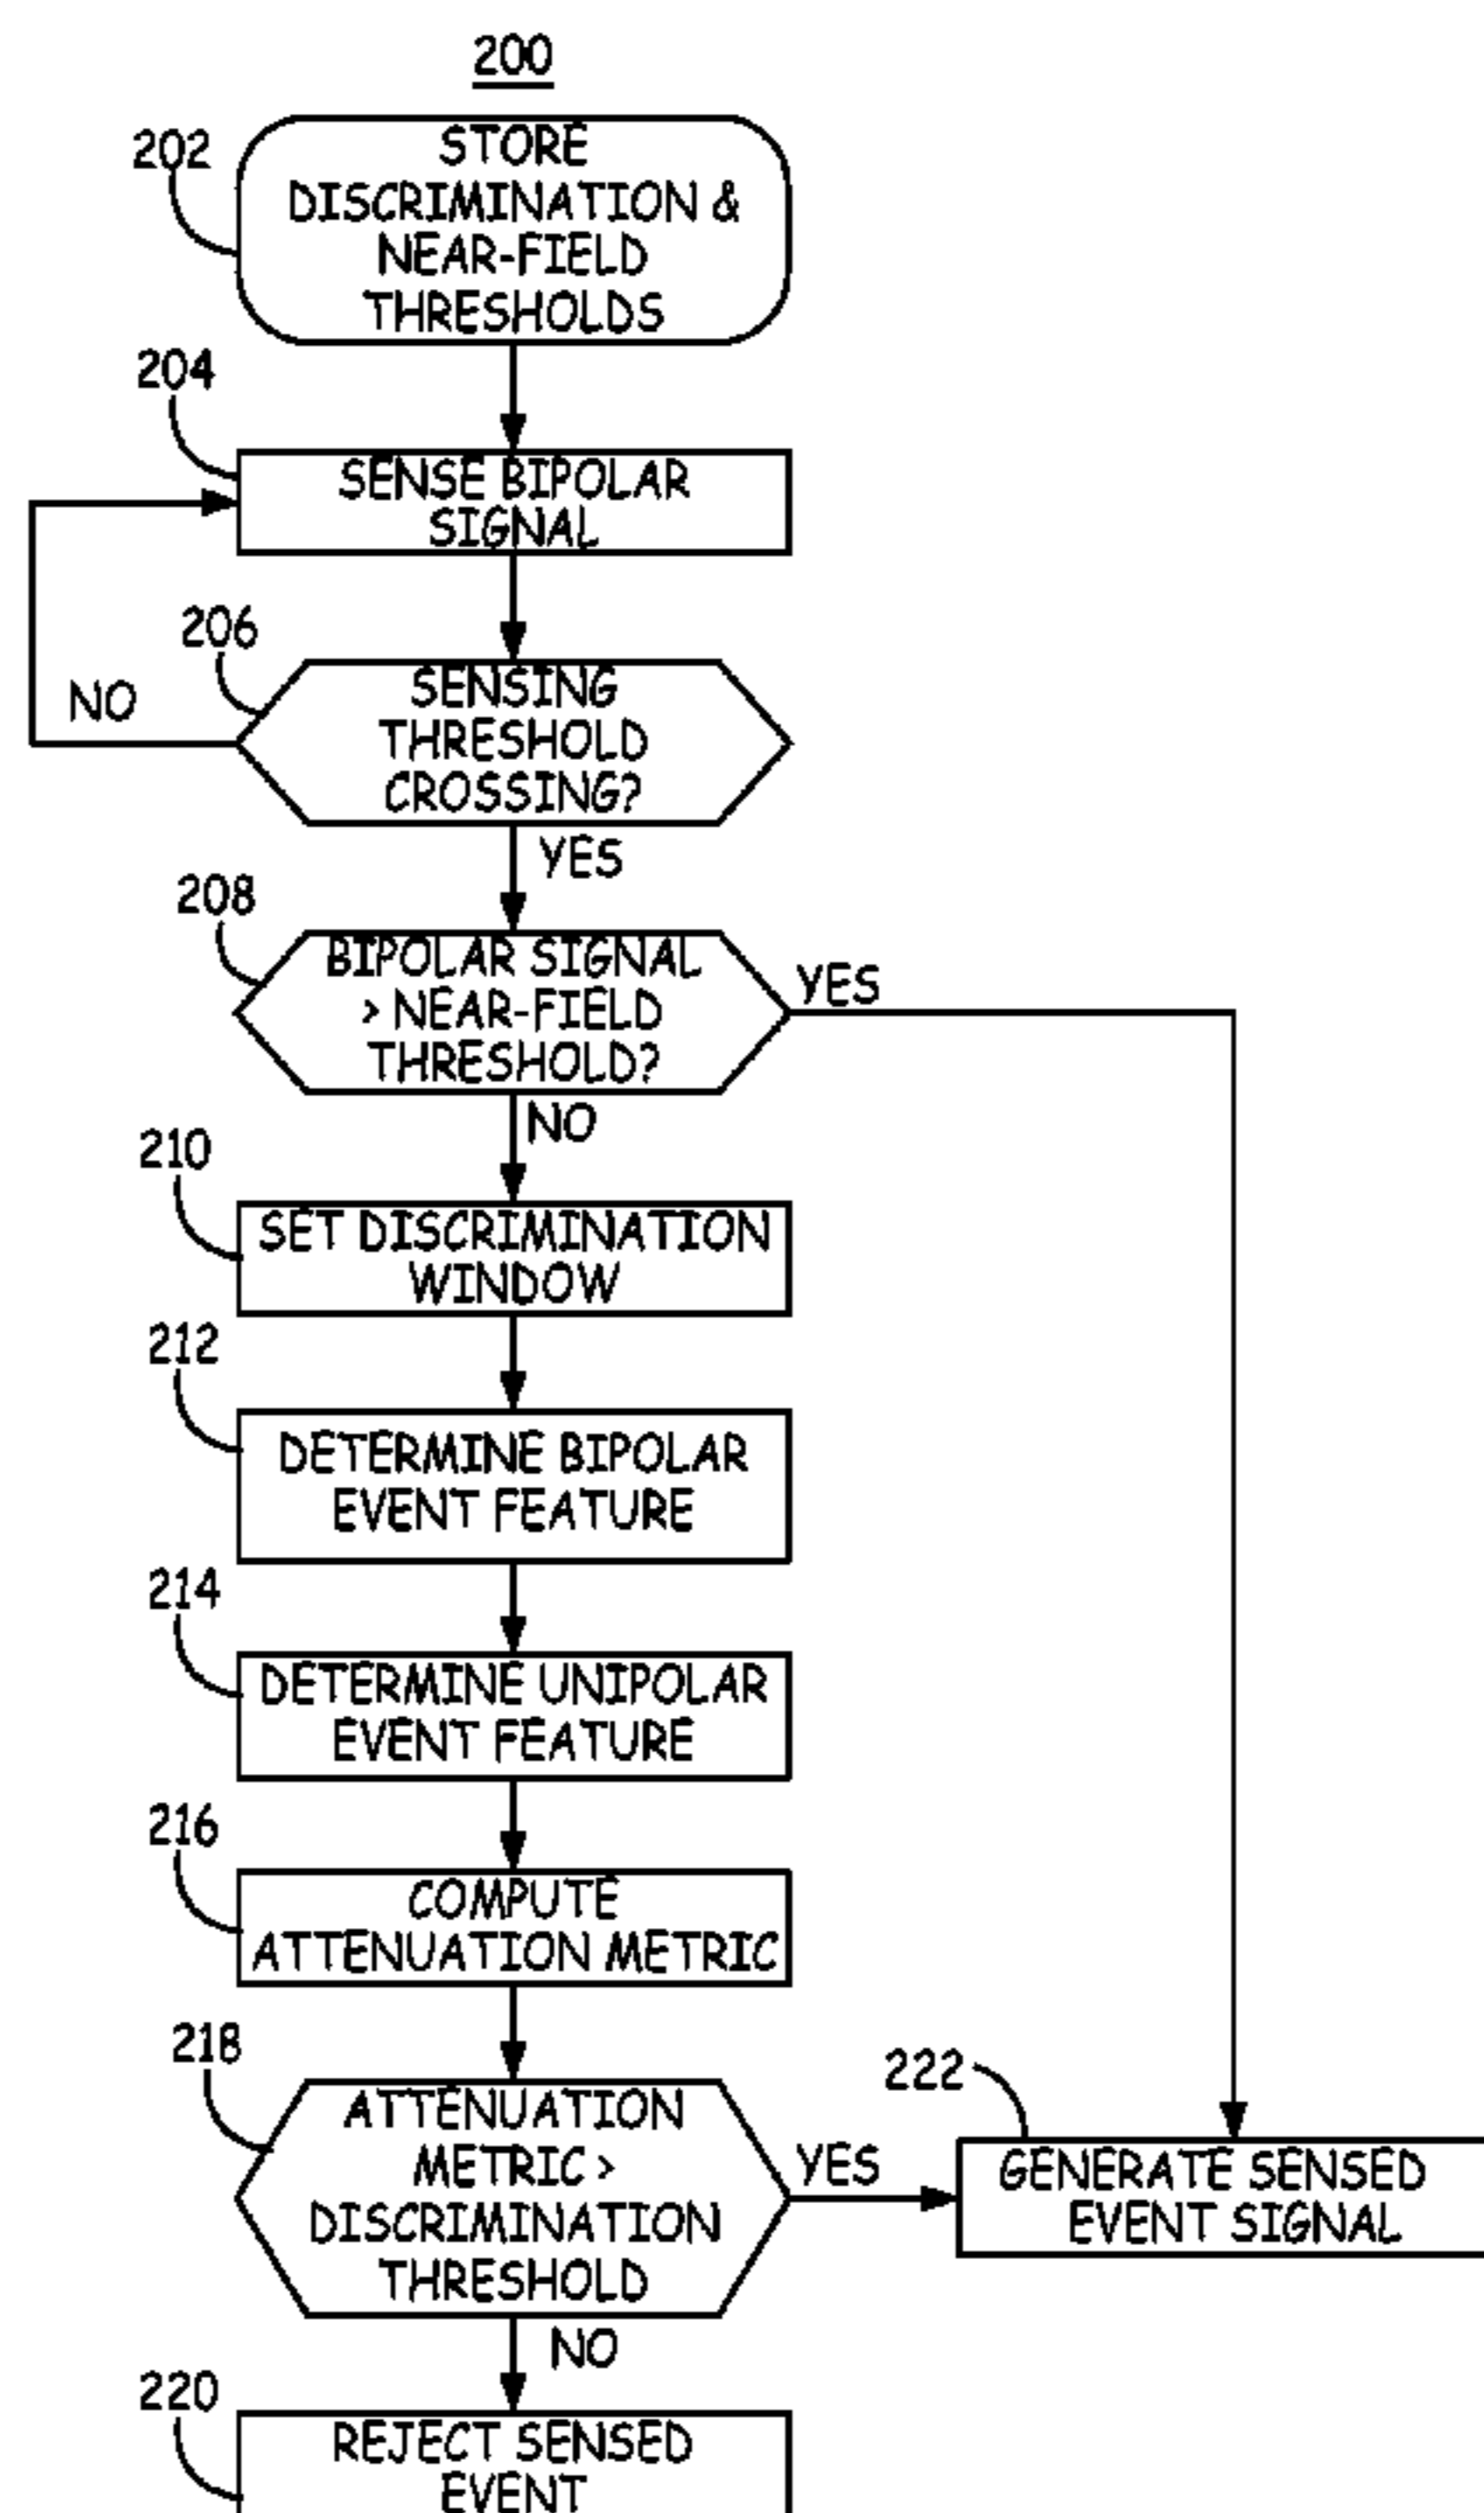 200
202
STORE
DISCRIMINATION &
NEAR-FIELD
THRESHOLDS
204
SENSE BIPOLAR
SIGNAL
206
NO
SENSING
THRESHOLD
CROSSING?
YES
208
BIPOLAR SIGNAL
> NEAR-FIELD
THRESHOLD?
YES
NO
210
SET DISCRIMINATION
WINDOW
212
DETERMINE BIPOLAR
EVENT FEATURE
214
DETERMINE UNIPOLAR
EVENT FEATURE
216
COMPUTE
ATTENUATION METRIC
218
ATTENUATION
METRIC >
DISCRIMINATION
THRESHOLD
YES
222
GENERATE SENSED
EVENT SIGNAL
NO
220
REJECT SENSED
EVENT